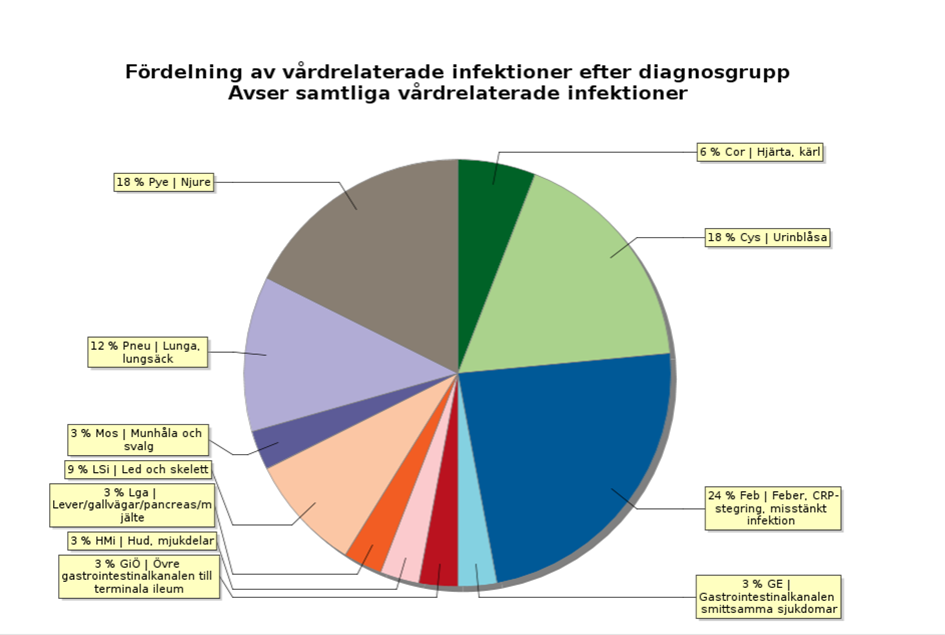 Fördelning av vårdrelaterade infektioner efter diagnosgrupp
Avser samtliga vårdrelaterade infektioner
6 % Cor | Hjärta, kärl
18 % Cys | Urinblåsa
24 % Feb | Feber, CRP-
stegring, misstänkt
infektion
3 % GE |
Gastrointestinalkanalen
smittsamma sjukdomar
3 % GiÖ | Övre
gastrointestinalkanalen till
terminala ileum
3 % HMi | Hud, mjukdelar
3 % Lga |
Lever/gallvägar/pancreas/m
jälte
9 % LSi | Led och skelett
3 % Mos | Munhåla och
svalg
12 % Pneu | Lunga,
lungsäck
18 % Pye | Njure